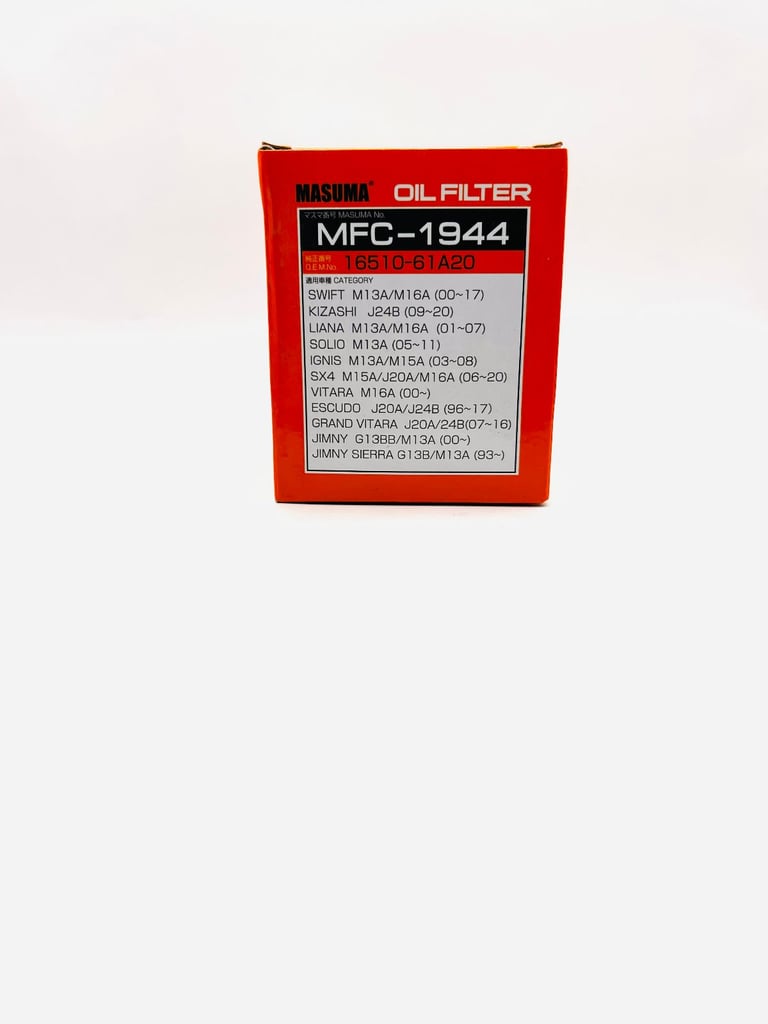 MASUMA® OIL FILTER
マスマ番号 MASUMA No.
MFC-1944
純正番号
O.E.M No. 16510-61A20
適用車種 CATEGORY
SWIFT M13A/M16A (00~17)
KIZASHI J24B (09~20)
LIANA M13A/M16A (01~07)
SOLIO M13A (05~11)
IGNIS M13A/M15A (03~08)
SX4 M15A/J20A/M16A (06~20)
VITARA M16A (00~)
ESCUDO J20A/J24B (96~17)
GRAND VITARA J20A/24B(07~16)
JIMNY G13BB/M13A (00~)
JIMNY SIERRA G13B/M13A (93~)